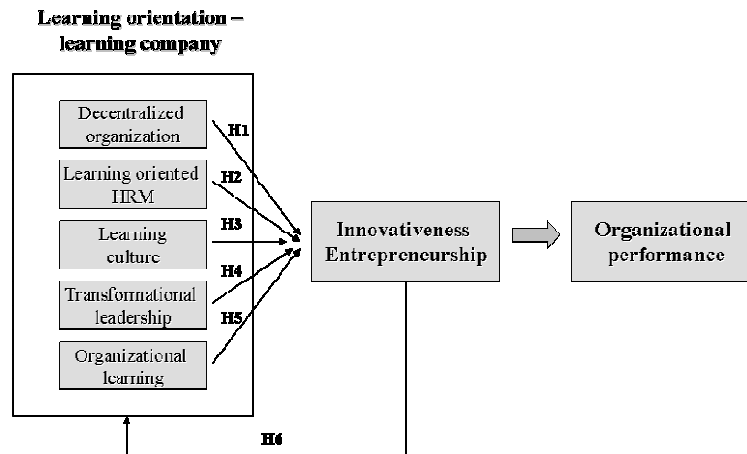 Learning orientation –
learning company
Decentralized
organization
H1
Learning oriented
HRM
H2
Learning
culture
H3
Transformational
leadership
H4
Organizational
learning
H5
Innovativeness
Entrepreneurship
Organizational
performance
H6